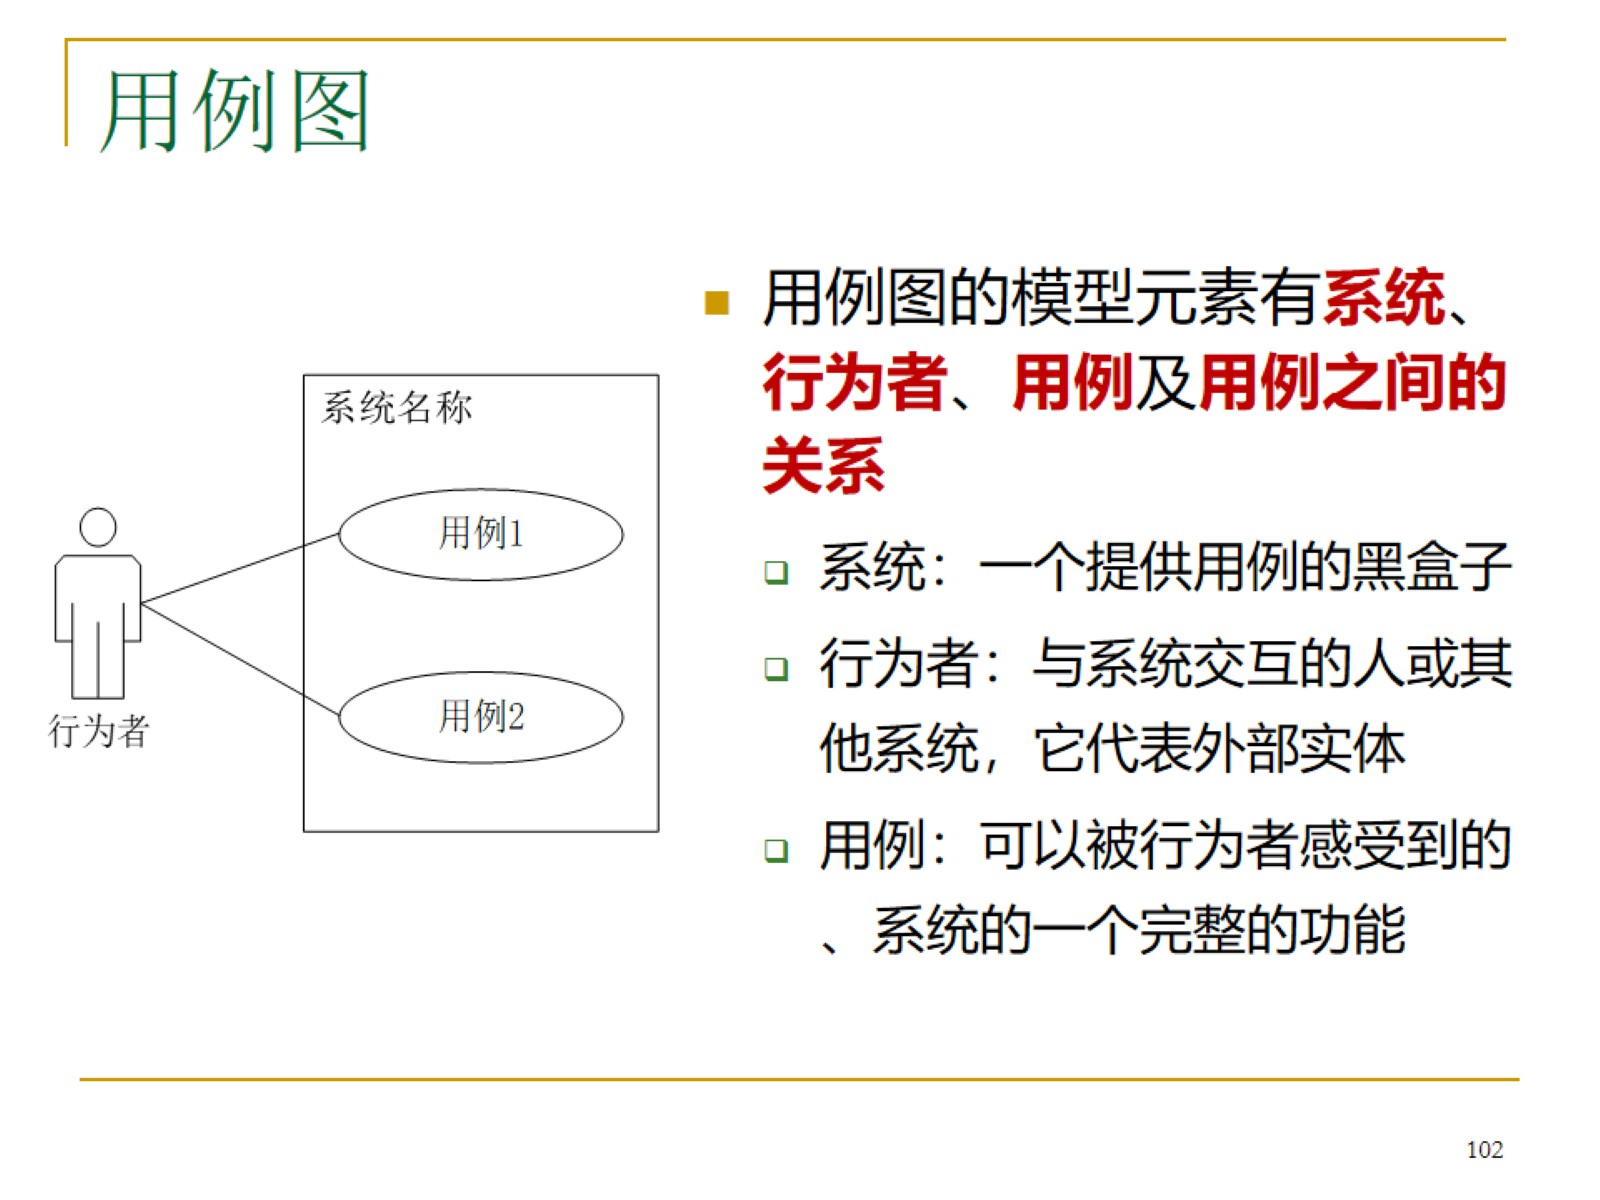 用例图
系统名称
用例1
用例2
行为者
用例图的模型元素有系统、
行为者、用例及用例之间的
关系
系统：一个提供用例的黑盒子
行为者：与系统交互的人或其
他系统，它代表外部实体
用例：可以被行为者感受到的
、系统的一个完整的功能
102